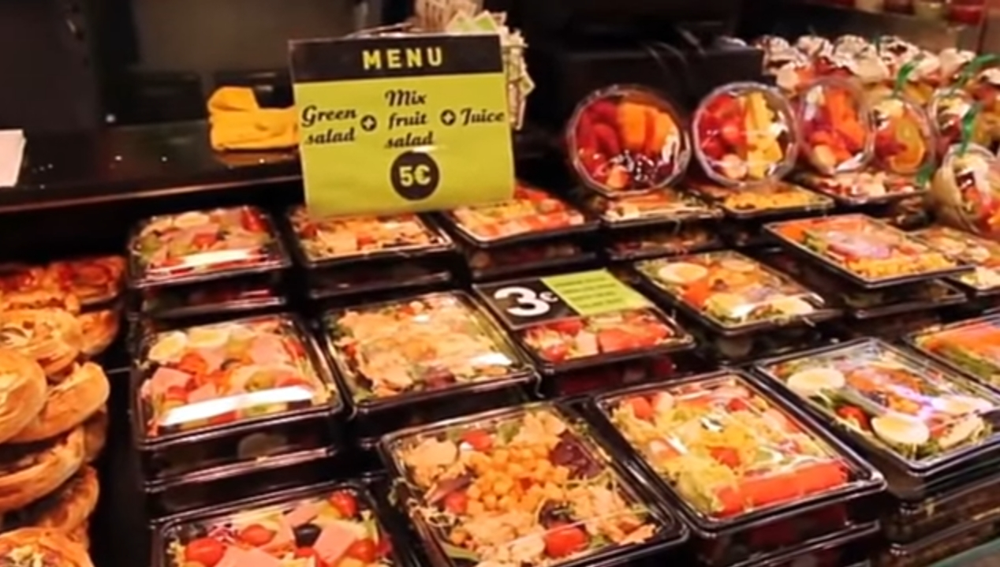 MENU
Green salad + Mix fruit salad + Juice
5€
3€